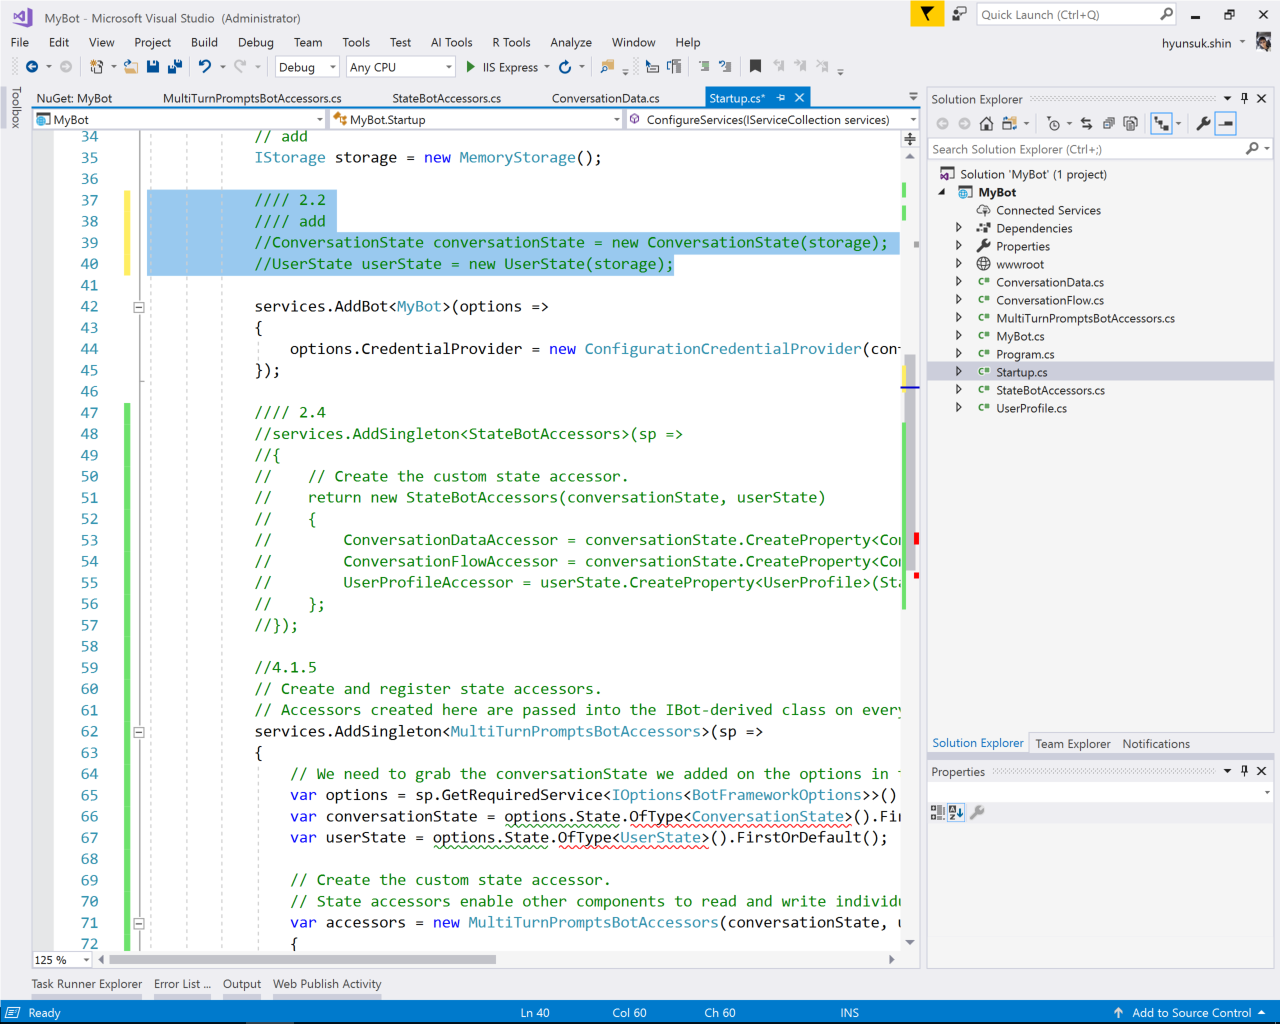 MyBot - Microsoft Visual Studio (Administrator)
Quick Launch (Ctrl+Q)
File Edit View Project Build Debug Team Tools Test AI Tools R Tools Analyze Window Help
hyunsuk.shin
Debug Any CPU IIS Express
Toolbox
NuGet: MyBot MultiTurnPromptsBotAccessors.cs StateBotAccessors.cs ConversationData.cs Startup.cs*
MyBot MyBot.Startup ConfigureServices(IServiceCollection services)
34 // add
35 IStorage storage = new MemoryStorage();
36
37 //// 2.2
38 //// add
39 //ConversationState conversationState = new ConversationState(storage);
40 //UserState userState = new UserState(storage);
41
42 services.AddBot<MyBot>(options =>
43 {
44 options.CredentialProvider = new ConfigurationCredentialProvider(con
45 });
46
47 //// 2.4
48 //services.AddSingleton<StateBotAccessors>(sp =>
49 //{
50 // // Create the custom state accessor.
51 // return new StateBotAccessors(conversationState, userState)
52 // {
53 // ConversationDataAccessor = conversationState.CreateProperty<Con
54 // ConversationFlowAccessor = conversationState.CreateProperty<Con
55 // UserProfileAccessor = userState.CreateProperty<UserProfile>(Sta
56 // };
57 //});
58
59 //4.1.5
60 // Create and register state accessors.
61 // Accessors created here are passed into the IBot-derived class on every
62 services.AddSingleton<MultiTurnPromptsBotAccessors>(sp =>
63 {
64 // We need to grab the conversationState we added on the options in t
65 var options = sp.GetRequiredService<IOptions<BotFrameworkOptions>>()
66 var conversationState = options.State.OfType<ConversationState>().Fir
67 var userState = options.State.OfType<UserState>().FirstOrDefault();
68
69 // Create the custom state accessor.
70 // State accessors enable other components to read and write individu
71 var accessors = new MultiTurnPromptsBotAccessors(conversationState, u
72 {
125 %
Solution Explorer
Search Solution Explorer (Ctrl+;)
Solution 'MyBot' (1 project)
MyBot
Connected Services
Dependencies
Properties
wwwroot
C# ConversationData.cs
C# ConversationFlow.cs
C# MultiTurnPromptsBotAccessors.cs
C# MyBot.cs
C# Program.cs
C# Startup.cs
C# StateBotAccessors.cs
C# UserProfile.cs
Solution Explorer Team Explorer Notifications
Properties
Task Runner Explorer Error List ... Output Web Publish Activity
Ready Ln 40 Col 60 Ch 60 INS Add to Source Control